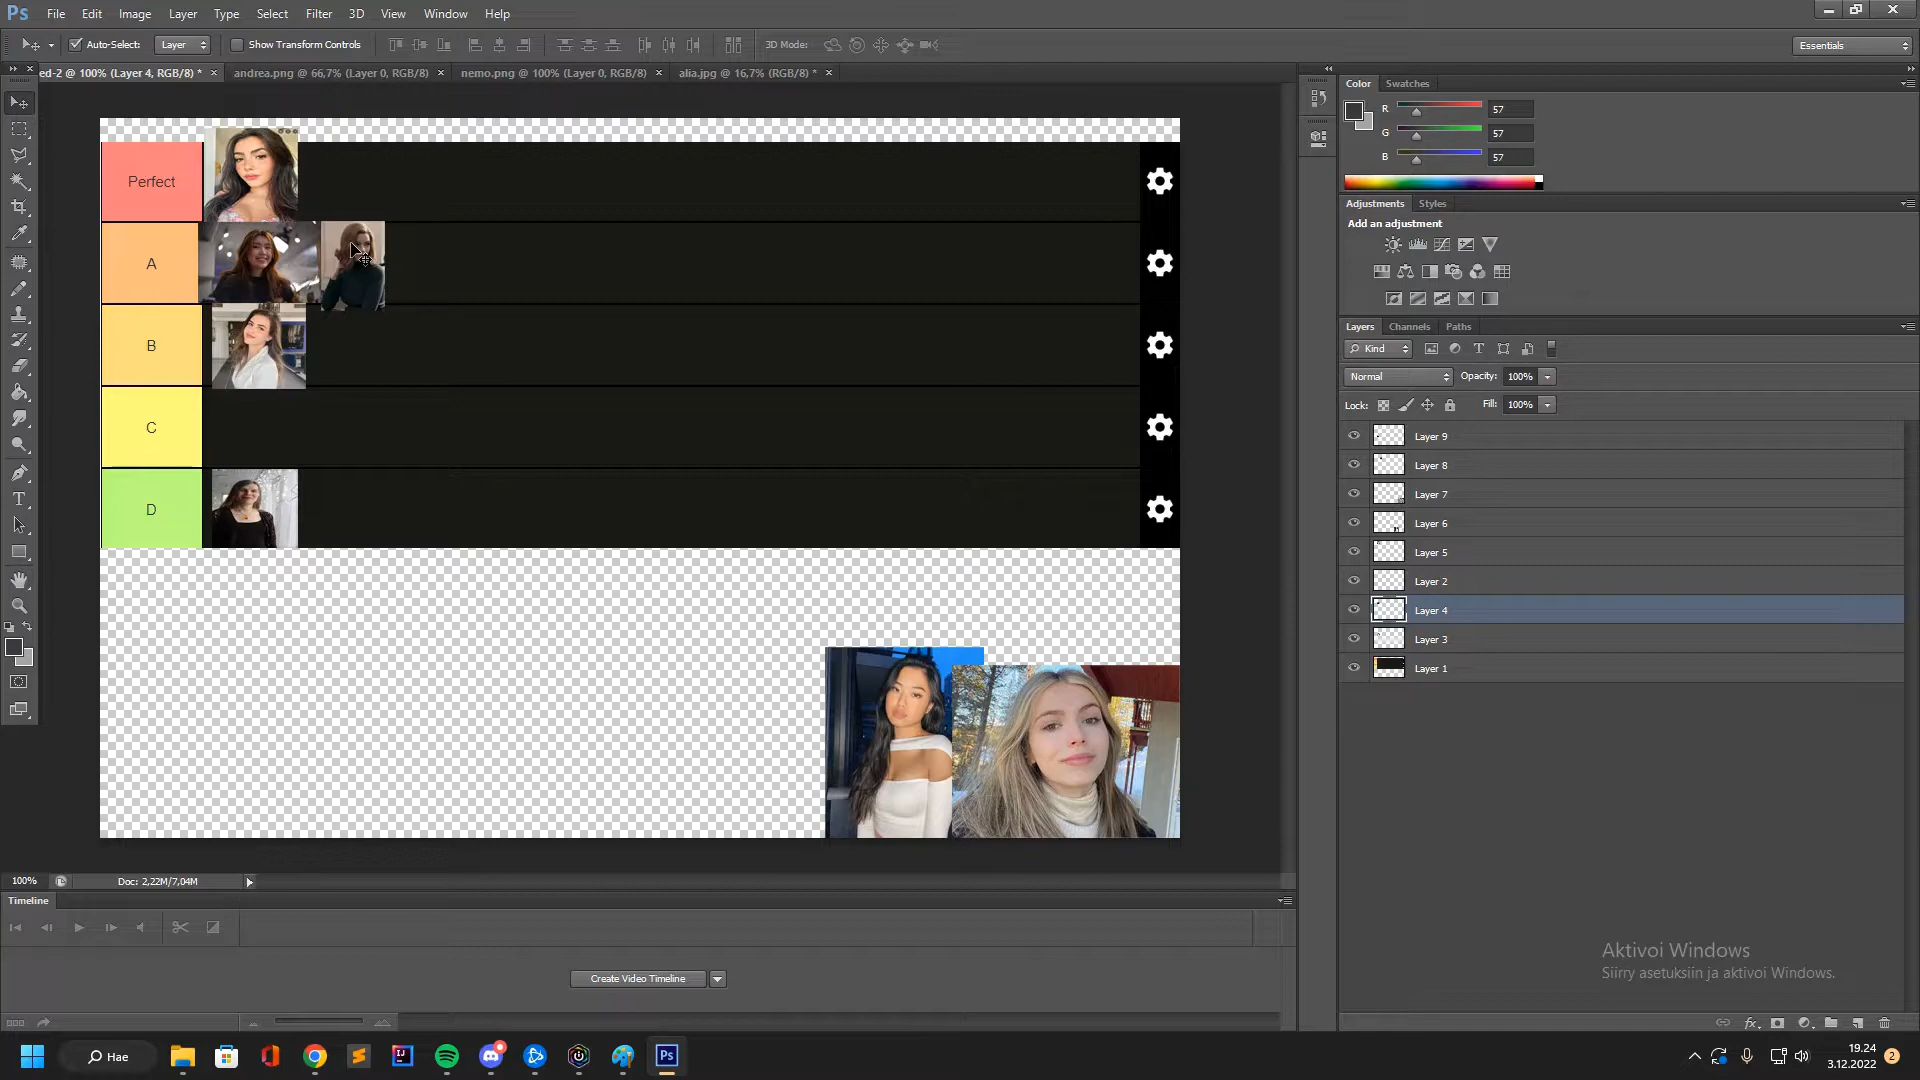 Ps File Edit Image Layer Type Select Filter 3D View Window Help
Auto-Select: Layer Show Transform Controls 3D Mode: Essentials
ed-2 @ 100% (Layer 4, RGB/8) * andrea.png @ 66,7% (Layer 0, RGB/8) nemo.png @ 100% (Layer 0, RGB/8) alia.jpg @ 16,7% (RGB/8) *
Perfect
A
B
C
D
Color Swatches
R 57
G 57
B 57
Adjustments Styles
Add an adjustment
Layers Channels Paths
Kind
Normal Opacity: 100%
Lock: Fill: 100%
Layer 9
Layer 8
Layer 7
Layer 6
Layer 5
Layer 2
Layer 4
Layer 3
Layer 1
100% Doc: 2,22M/7,04M
Timeline
Create Video Timeline
Aktivoi Windows
Siirry asetuksiin ja aktivoi Windows.
Hae
Ps
19.24
3.12.2022
2